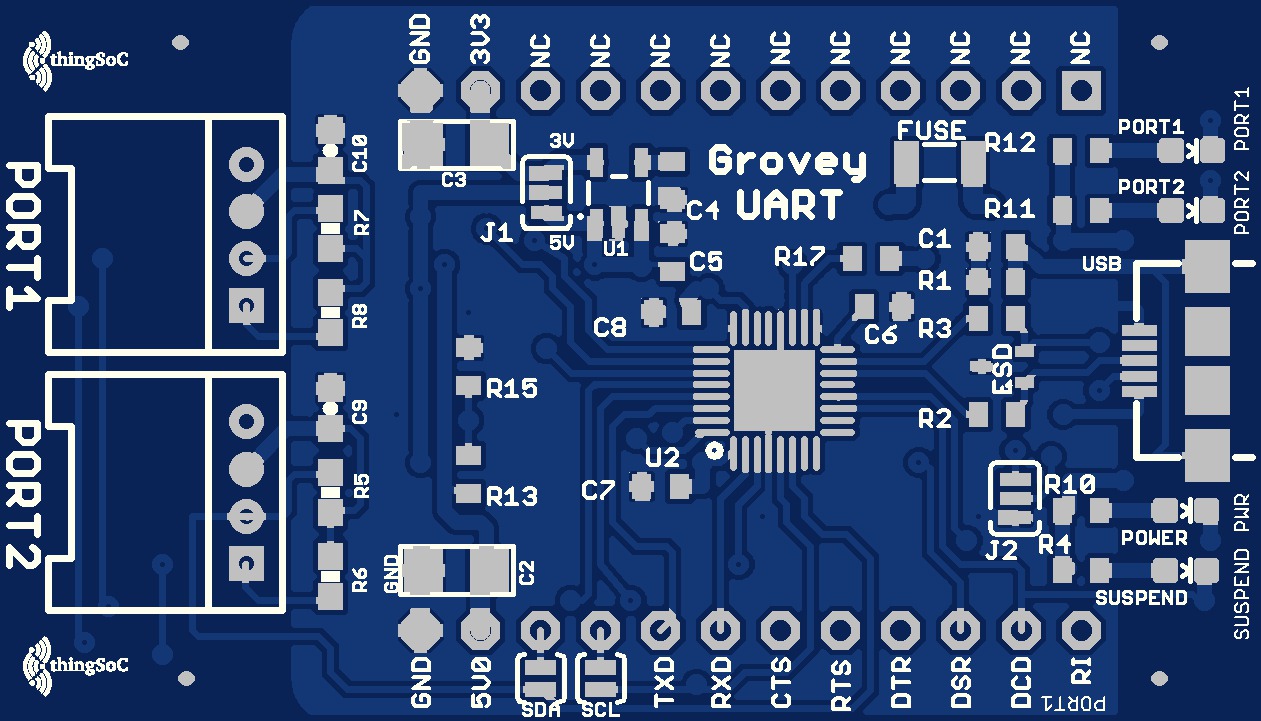 GND
3V3
NC
NC
NC
NC
NC
NC
NC
NC
NC
NC
thingSoC
PORT1
C10
R7
R8
C3
3V
J1
5V
U1
C4
C5
Grovey
UART
FUSE
R12
R11
PORT1
PORT2
PORT1
PORT2
R17
C1
R1
R3
USB
C8
C6
ESD
R15
R2
PORT2
C9
R5
R6
U2
C7
R13
R10
J2
R4
POWER
SUSPEND
PWR
SUSPEND
GND
C2
thingSoC
GND
5V0
SDA
SCL
TXD
RXD
CTS
RTS
DTR
DSR
DCD
RI
PORT1